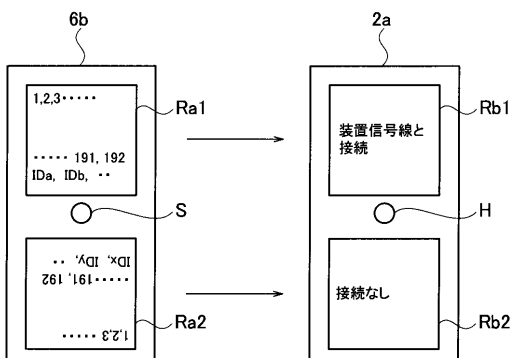 6b
2a
1,2,3・・・・・
・・・・・ 191, 192
IDa, IDb, ・・
Ra1
装置信号線と
接続
Rb1
S
H
1,2,3・・・・・
・・・・・191, 192
IDx, IDy, ・・
Ra2
接続なし
Rb2